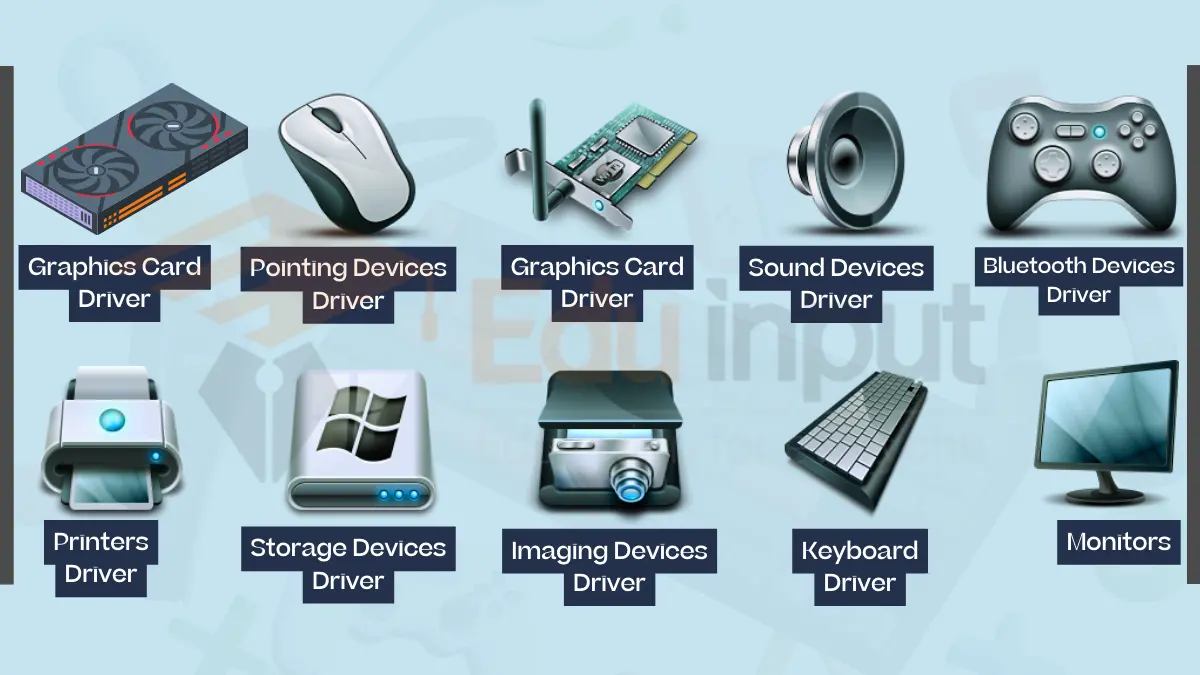 Graphics Card
Driver
Pointing Devices
Driver
Graphics Card
Driver
Sound Devices
Driver
Bluetooth Devices
Driver
Edu input
Printers
Driver
Storage Devices
Driver
Imaging Devices
Driver
Keyboard
Driver
Monitors